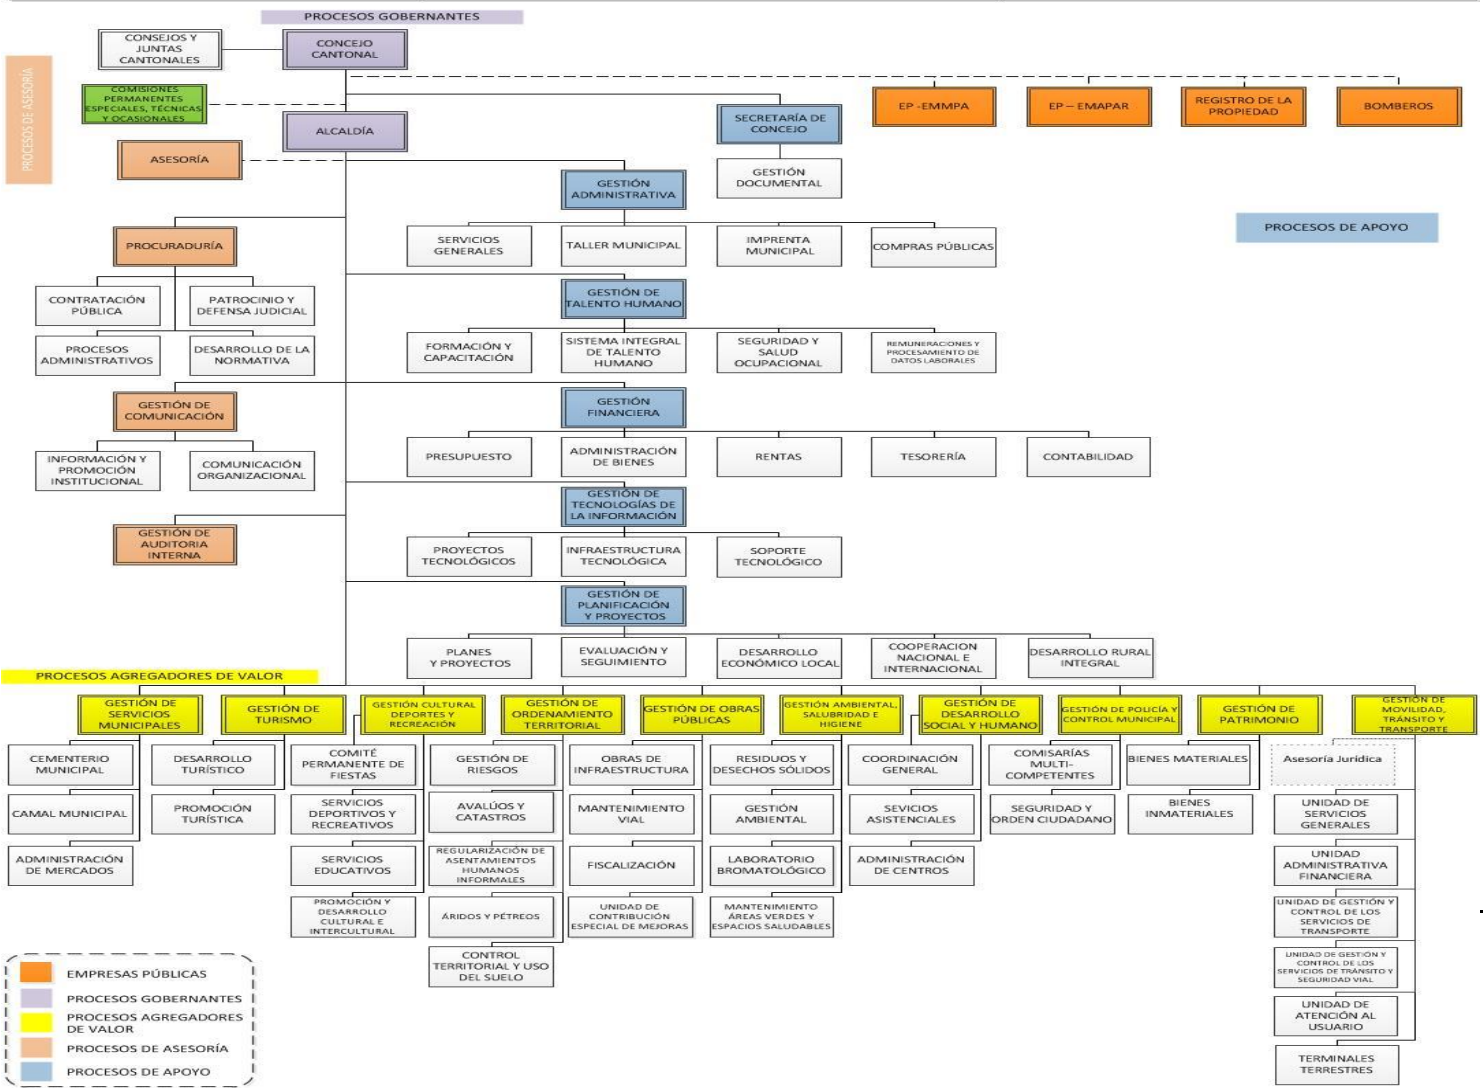 PROCESOS GOBERNANTES
CONSEJOS Y
JUNTAS
CANTONALES
CONCEJO
CANTONAL
PROCESOS DE ASESORÍA
COMISIONES
PERMANENTES
ESPECIALES, TÉCNICAS
Y OCASIONALES
ALCALDÍA
SECRETARÍA DE
CONCEJO
EP -EMMPA
EP – EMAPAR
REGISTRO DE LA
PROPIEDAD
BOMBEROS
ASESORÍA
GESTIÓN
DOCUMENTAL
GESTIÓN
ADMINISTRATIVA
PROCESOS DE APOYO
PROCURADURÍA
SERVICIOS
GENERALES
TALLER MUNICIPAL
IMPRENTA
MUNICIPAL
COMPRAS PÚBLICAS
CONTRATACIÓN
PÚBLICA
PATROCINIO Y
DEFENSA JUDICIAL
GESTIÓN DE
TALENTO HUMANO
PROCESOS
ADMINISTRATIVOS
DESARROLLO DE LA
NORMATIVA
FORMACIÓN Y
CAPACITACIÓN
SISTEMA INTEGRAL
DE TALENTO
HUMANO
SEGURIDAD Y
SALUD
OCUPACIONAL
REMUNERACIONES Y
PROCESAMIENTO DE
DATOS LABORALES
GESTIÓN DE
COMUNICACIÓN
GESTIÓN
FINANCIERA
INFORMACIÓN Y
PROMOCIÓN
INSTITUCIONAL
COMUNICACIÓN
ORGANIZACIONAL
PRESUPUESTO
ADMINISTRACIÓN
DE BIENES
RENTAS
TESORERÍA
CONTABILIDAD
GESTIÓN DE
TECNOLOGÍAS DE
LA INFORMACIÓN
GESTIÓN DE
AUDITORIA
INTERNA
PROYECTOS
TECNOLÓGICOS
INFRAESTRUCTURA
TECNOLÓGICA
SOPORTE
TECNOLÓGICO
GESTIÓN DE
PLANIFICACIÓN
Y PROYECTOS
PLANES
Y PROYECTOS
EVALUACIÓN Y
SEGUIMIENTO
DESARROLLO
ECONÓMICO LOCAL
COOPERACION
NACIONAL E
INTERNACIONAL
DESARROLLO RURAL
INTEGRAL
PROCESOS AGREGADORES DE VALOR
GESTIÓN DE
SERVICIOS
MUNICIPALES
GESTIÓN DE
TURISMO
GESTIÓN CULTURAL
DEPORTES Y
RECREACIÓN
GESTIÓN DE
ORDENAMIENTO
TERRITORIAL
GESTIÓN DE OBRAS
PÚBLICAS
GESTIÓN AMBIENTAL,
SALUBRIDAD E
HIGIENE
GESTIÓN DE
DESARROLLO
SOCIAL Y HUMANO
GESTIÓN DE POLICÍA Y
CONTROL MUNICIPAL
GESTIÓN DE
PATRIMONIO
GESTIÓN DE
MOVILIDAD,
TRÁNSITO Y
TRANSPORTE
CEMENTERIO
MUNICIPAL
DESARROLLO
TURÍSTICO
COMITÉ
PERMANENTE DE
FIESTAS
GESTIÓN DE
RIESGOS
OBRAS DE
INFRAESTRUCTURA
RESIDUOS Y
DESECHOS SÓLIDOS
COORDINACIÓN
GENERAL
COMISARÍAS
MULTI-
COMPETENTES
BIENES MATERIALES
Asesoría Jurídica
CAMAL MUNICIPAL
PROMOCIÓN
TURÍSTICA
SERVICIOS
DEPORTIVOS Y
RECREATIVOS
AVALÚOS Y
CATASTROS
MANTENIMIENTO
VIAL
GESTIÓN
AMBIENTAL
SEVICIOS
ASISTENCIALES
SEGURIDAD Y
ORDEN CIUDADANO
BIENES
INMATERIALES
UNIDAD DE
SERVICIOS
GENERALES
ADMINISTRACIÓN
DE MERCADOS
SERVICIOS
EDUCATIVOS
REGULARIZACIÓN DE
ASENTAMIENTOS
HUMANOS
INFORMALES
FISCALIZACIÓN
LABORATORIO
BROMATOLÓGICO
ADMINISTRACIÓN
DE CENTROS
UNIDAD
ADMINISTRATIVA
FINANCIERA
PROMOCIÓN Y
DESARROLLO
CULTURAL E
INTERCULTURAL
ÁRIDOS Y PÉTREOS
UNIDAD DE
CONTRIBUCIÓN
ESPECIAL DE MEJORAS
MANTENIMIENTO
ÁREAS VERDES Y
ESPACIOS SALUDABLES
UNIDAD DE GESTIÓN Y
CONTROL DE LOS
SERVICIOS DE
TRANSPORTE
CONTROL
TERRITORIAL Y USO
DEL SUELO
UNIDAD DE GESTIÓN Y
CONTROL DE LOS
SERVICIOS DE TRÁNSITO Y
SEGURIDAD VIAL
UNIDAD DE
ATENCIÓN AL
USUARIO
TERMINALES
TERRESTRES
EMPRESAS PÚBLICAS
PROCESOS GOBERNANTES
PROCESOS AGREGADORES
DE VALOR
PROCESOS DE ASESORÍA
PROCESOS DE APOYO